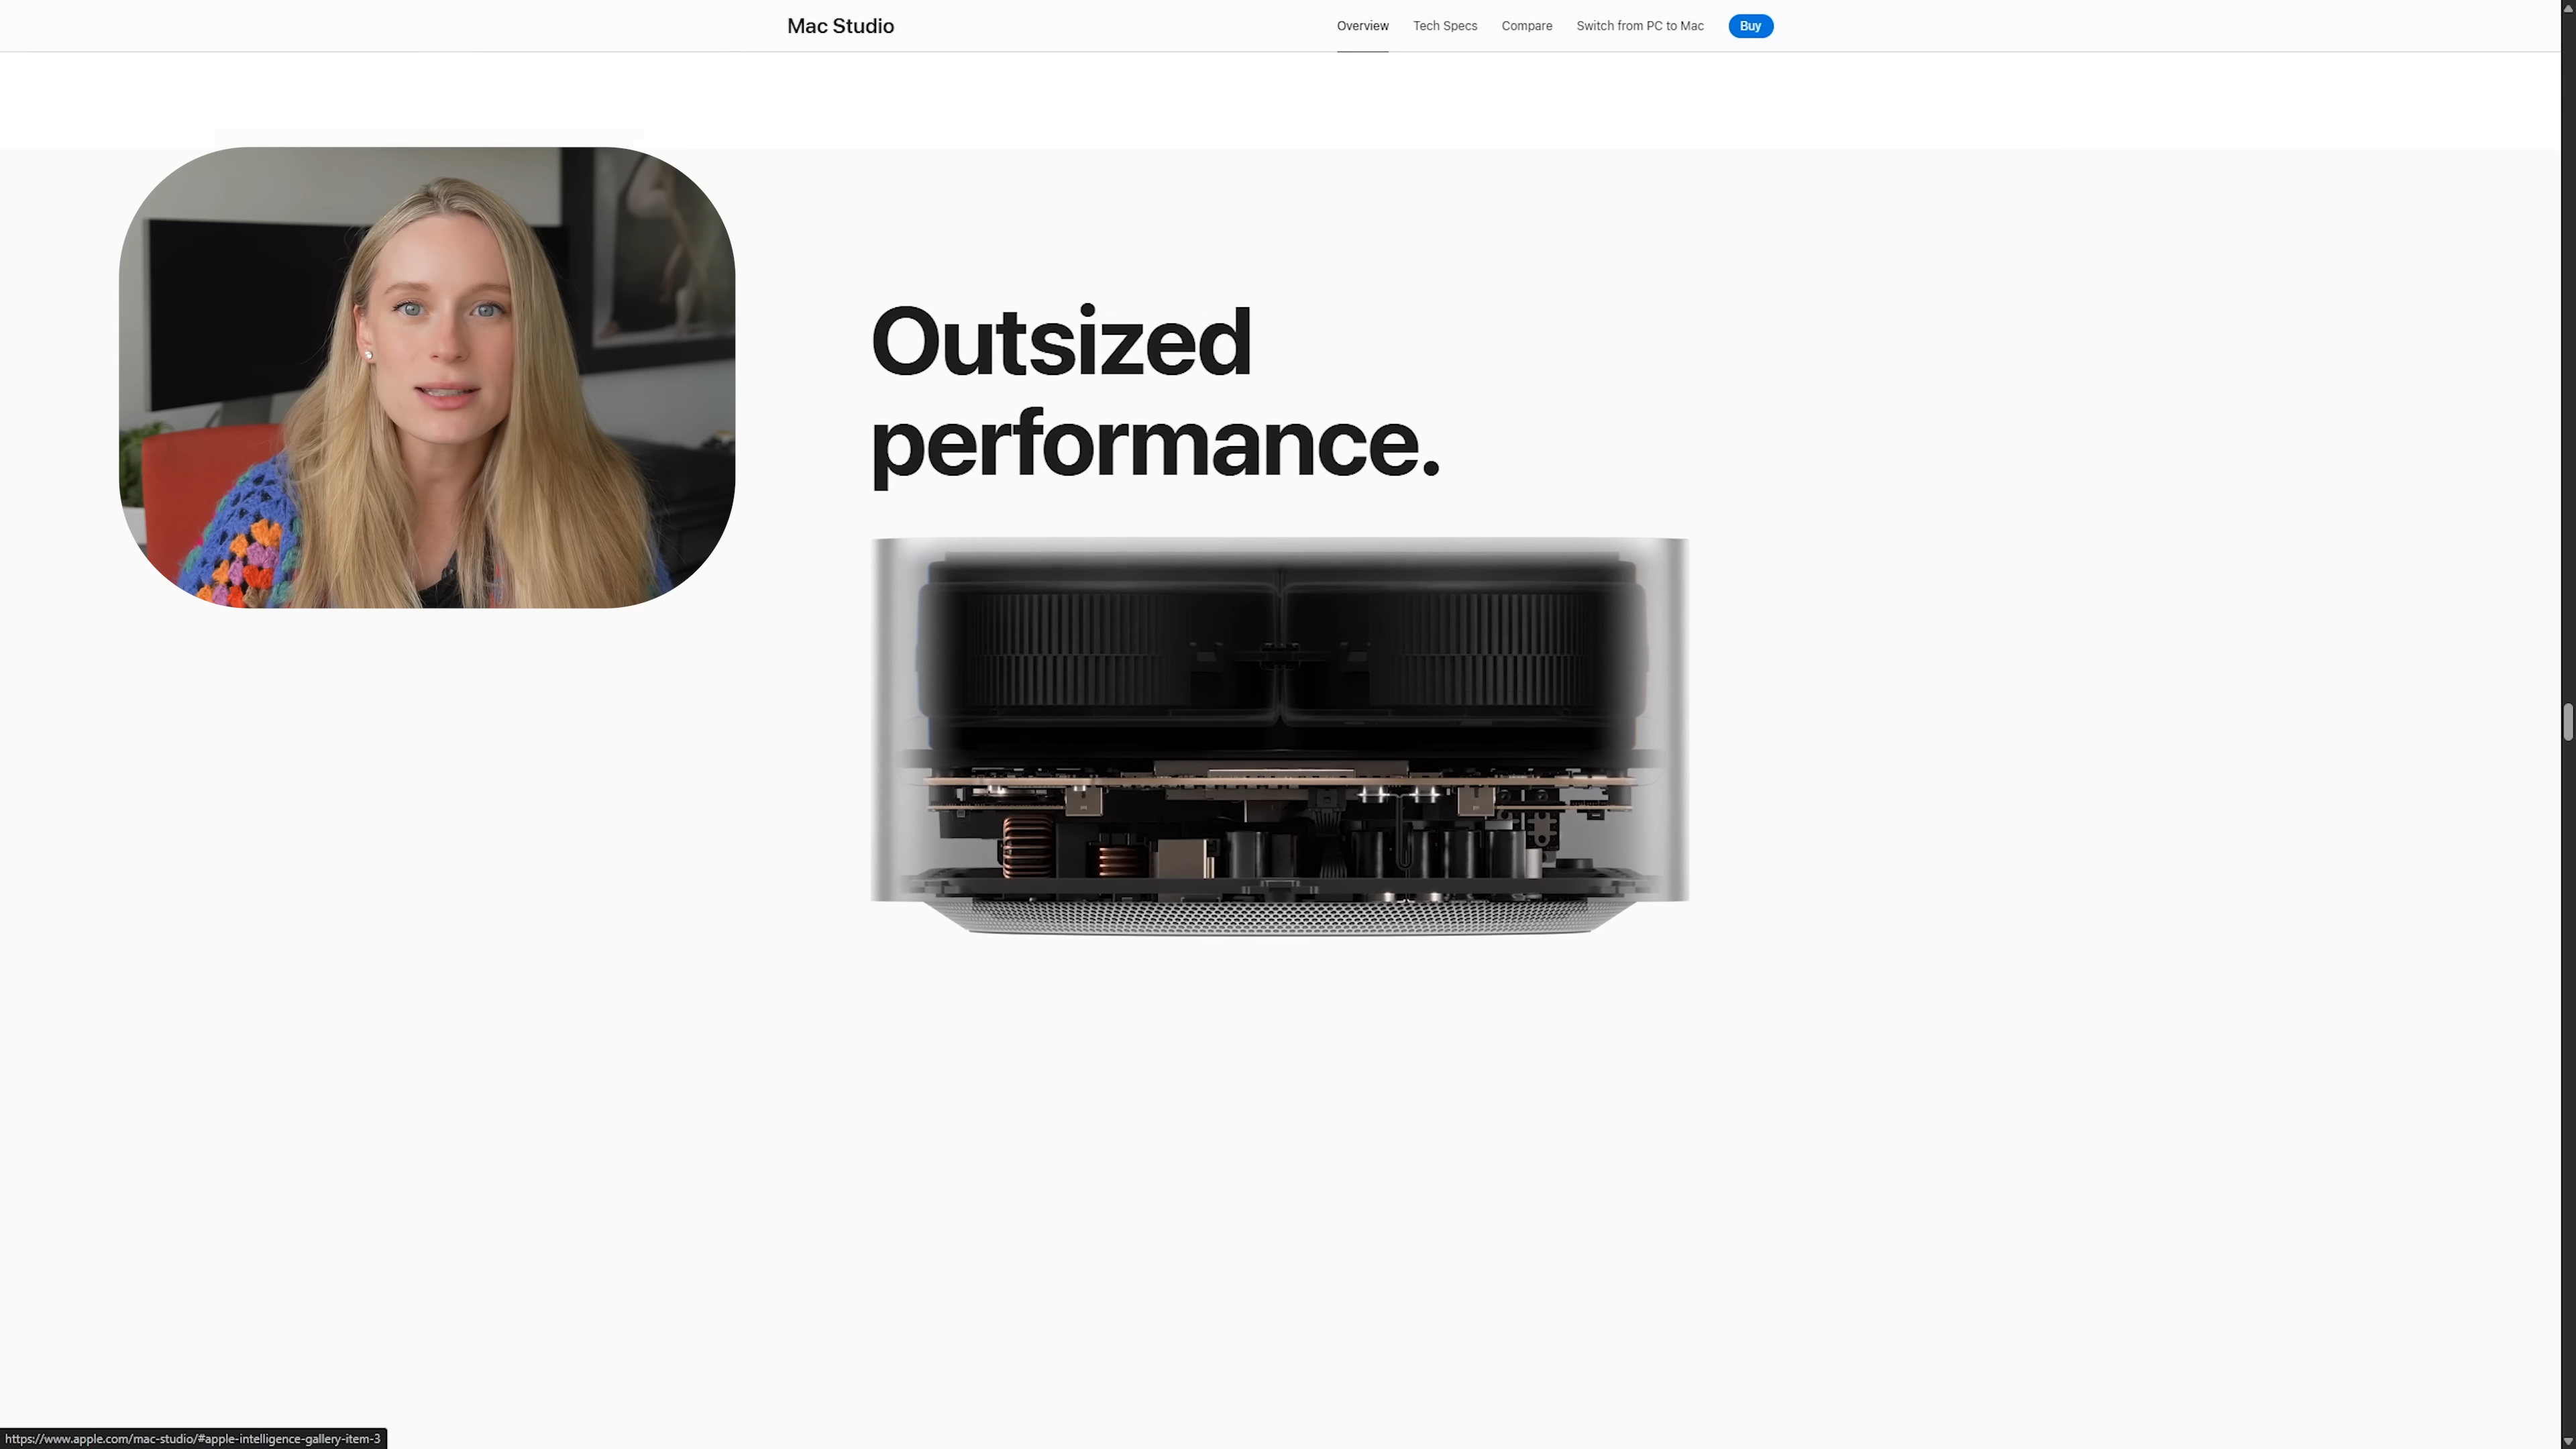 Mac Studio
Overview Tech Specs Compare Switch from PC to Mac Buy
Outsized
performance.
https://www.apple.com/mac-studio/#apple-intelligence-gallery-item-3